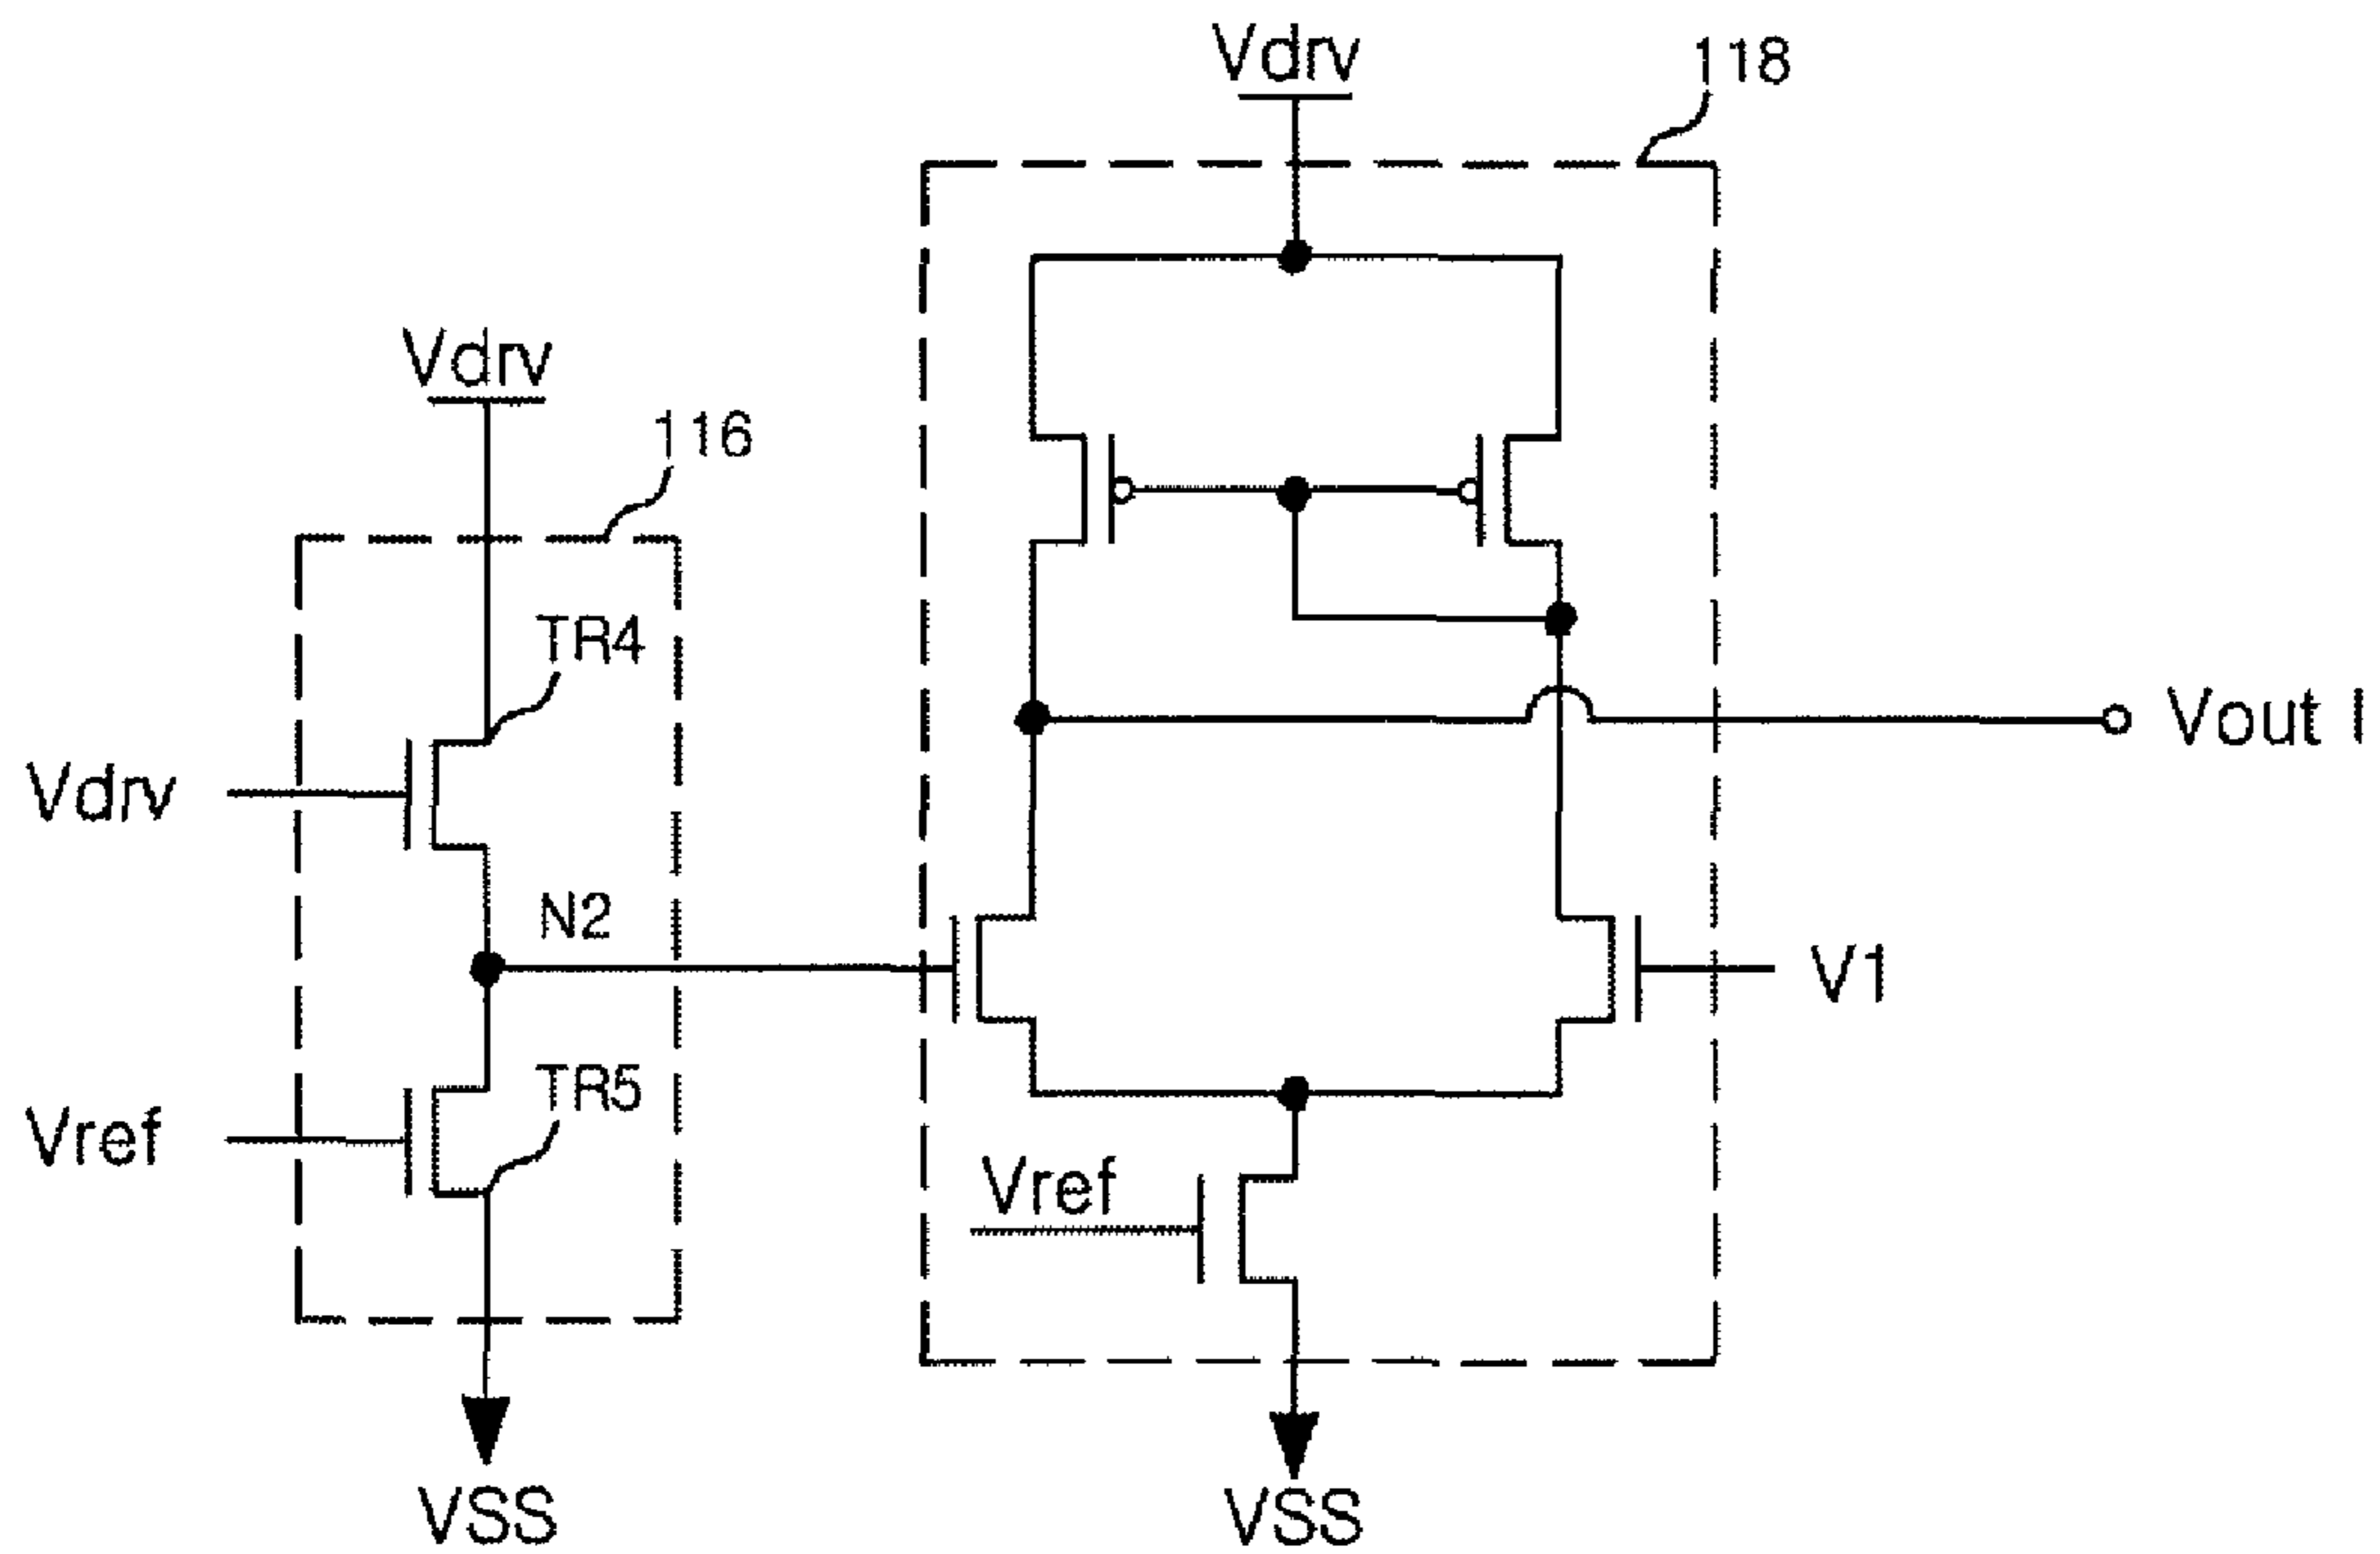 Vdrv
118
Vdrv
116
TR4
Vout I
Vdrv
N2
V1
TR5
Vref
Vref
VSS
VSS